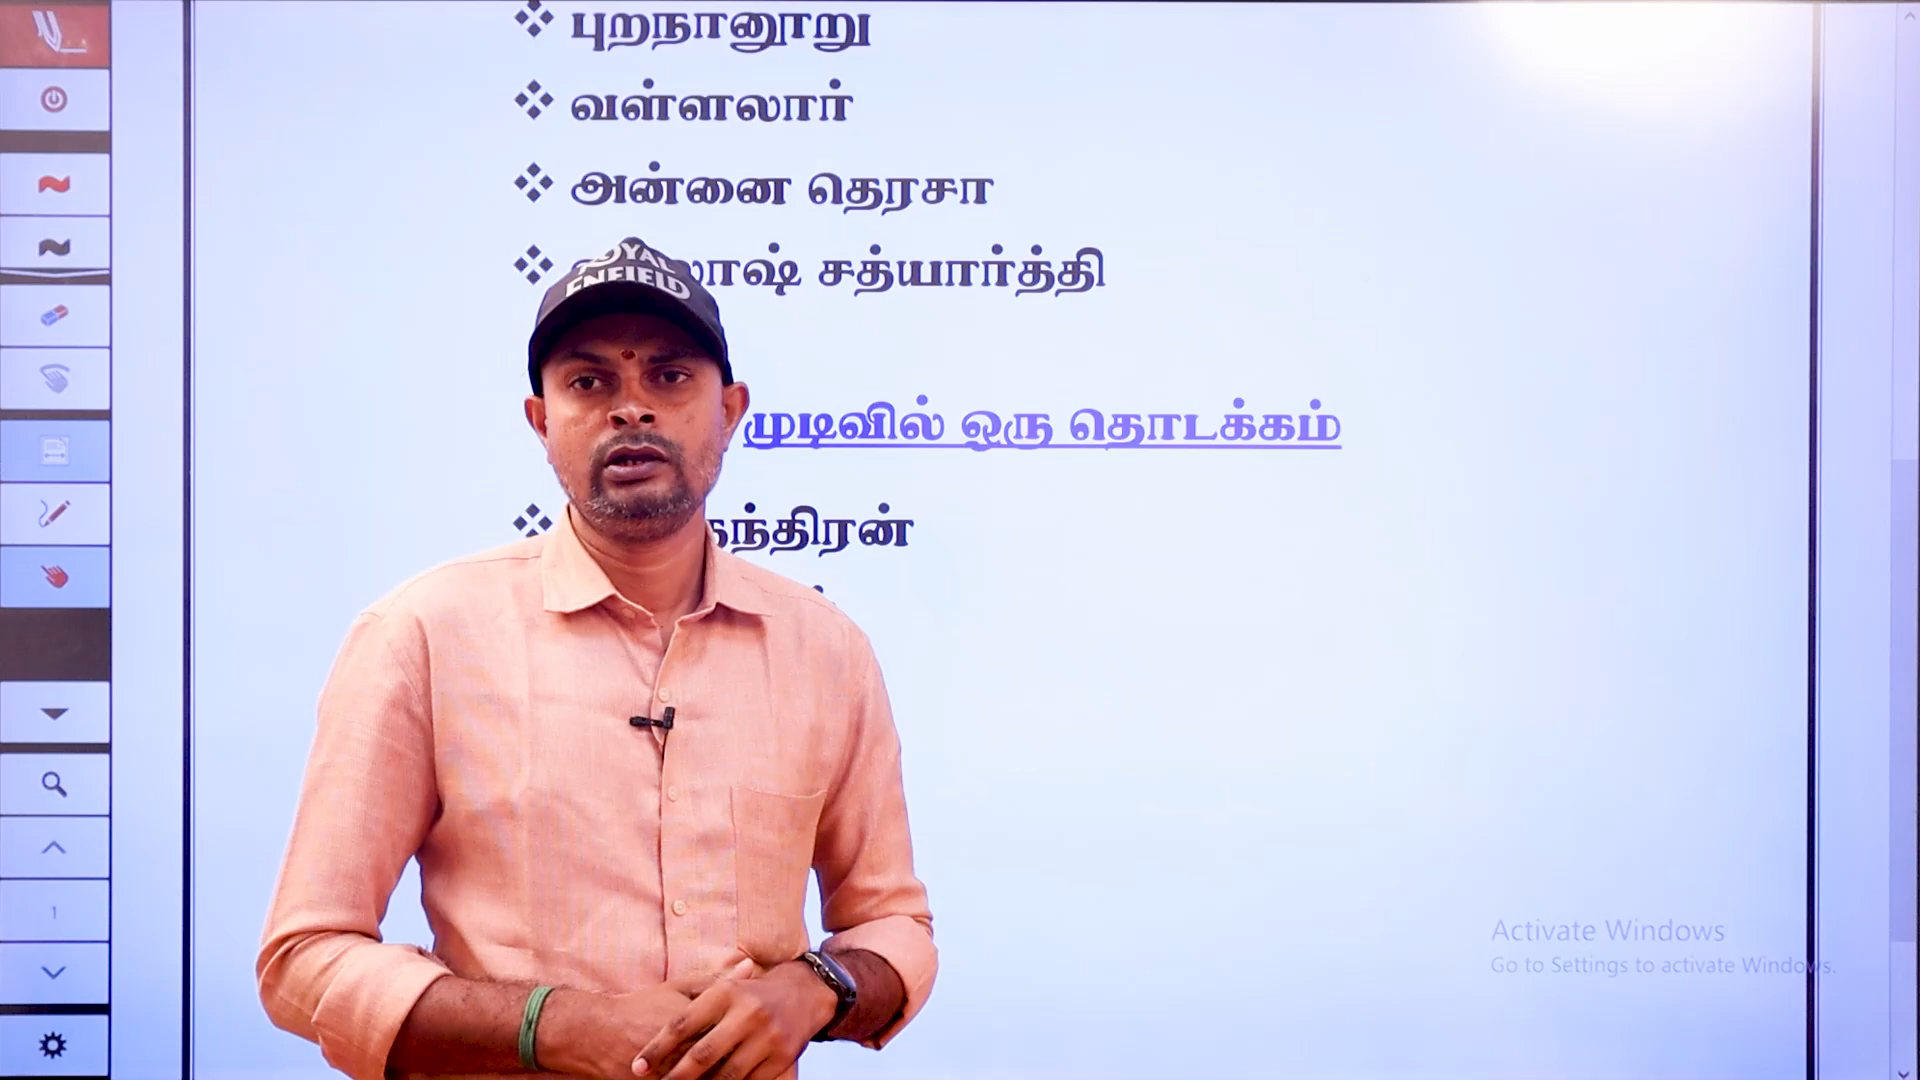 ❖ புறநானூறு
❖ வள்ளலார்
❖ அன்னை தெரசா
❖ சத்யார்த்தி
ROYAL
ENFIELD
முடிவில் ஒரு தொடக்கம்
❖
1
Activate Windows
Go to Settings to activate Windows.